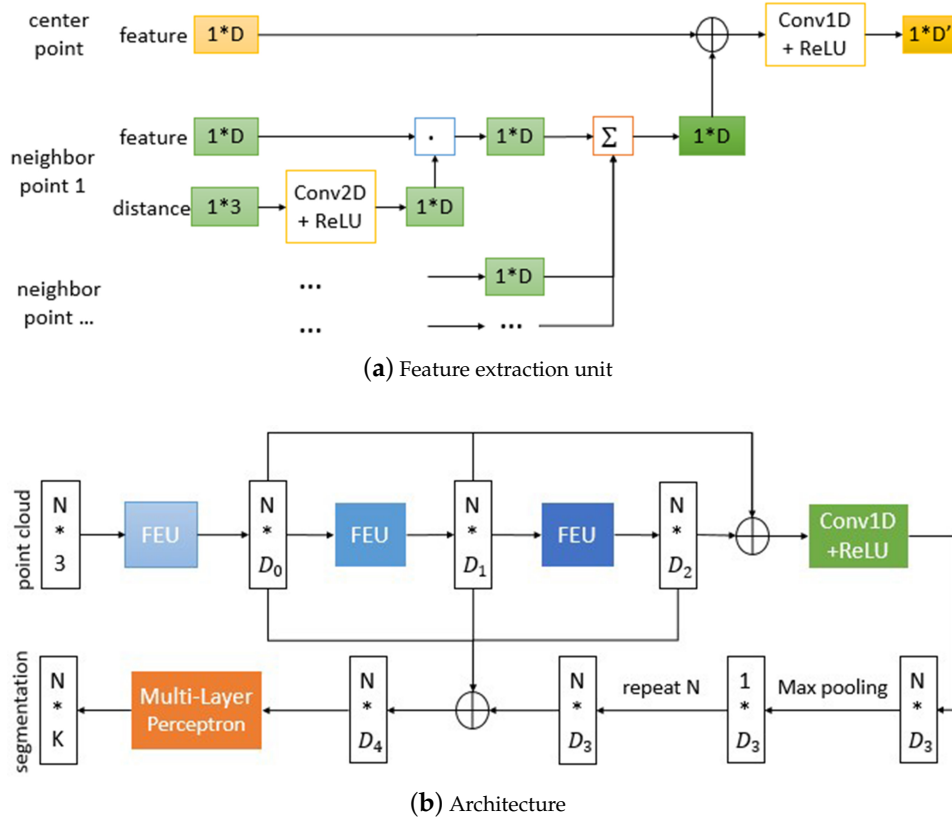 center
point
feature
1*D
Conv1D
+ ReLU
1*D'
neighbor
point 1
feature
1*D
·
1*D
Σ
1*D
distance
1*3
Conv2D
+ ReLU
1*D
neighbor
point ...
...
1*D
...
...
(a) Feature extraction unit
point cloud
N
*
3
FEU
N
*
D₀
FEU
N
*
D₁
FEU
N
*
D₂
Conv1D
+ReLU
segmentation
N
*
K
Multi-Layer
Perceptron
N
*
D₄
N
*
D₃
repeat N
1
*
D₃
Max pooling
N
*
D₃
(b) Architecture